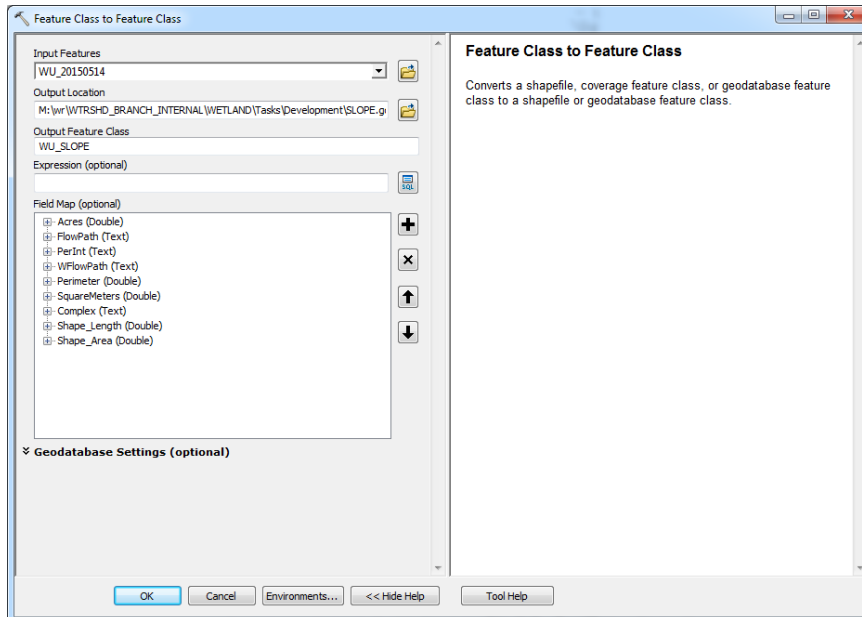 Feature Class to Feature Class
Input Features
WU_20150514
Output Location
M:\wr\WTRSHD_BRANCH_INTERNAL\WETLAND\Tasks\Development\SLOPE.g
Output Feature Class
WU_SLOPE
Expression (optional)
SQL
Field Map (optional)
Acres (Double)
FlowPath (Text)
PerInt (Text)
WFlowPath (Text)
Perimeter (Double)
SquareMeters (Double)
Complex (Text)
Shape_Length (Double)
Shape_Area (Double)
Geodatabase Settings (optional)
OK
Cancel
Environments...
<< Hide Help
Tool Help
Feature Class to Feature Class
Converts a shapefile, coverage feature class, or geodatabase feature
class to a shapefile or geodatabase feature class.